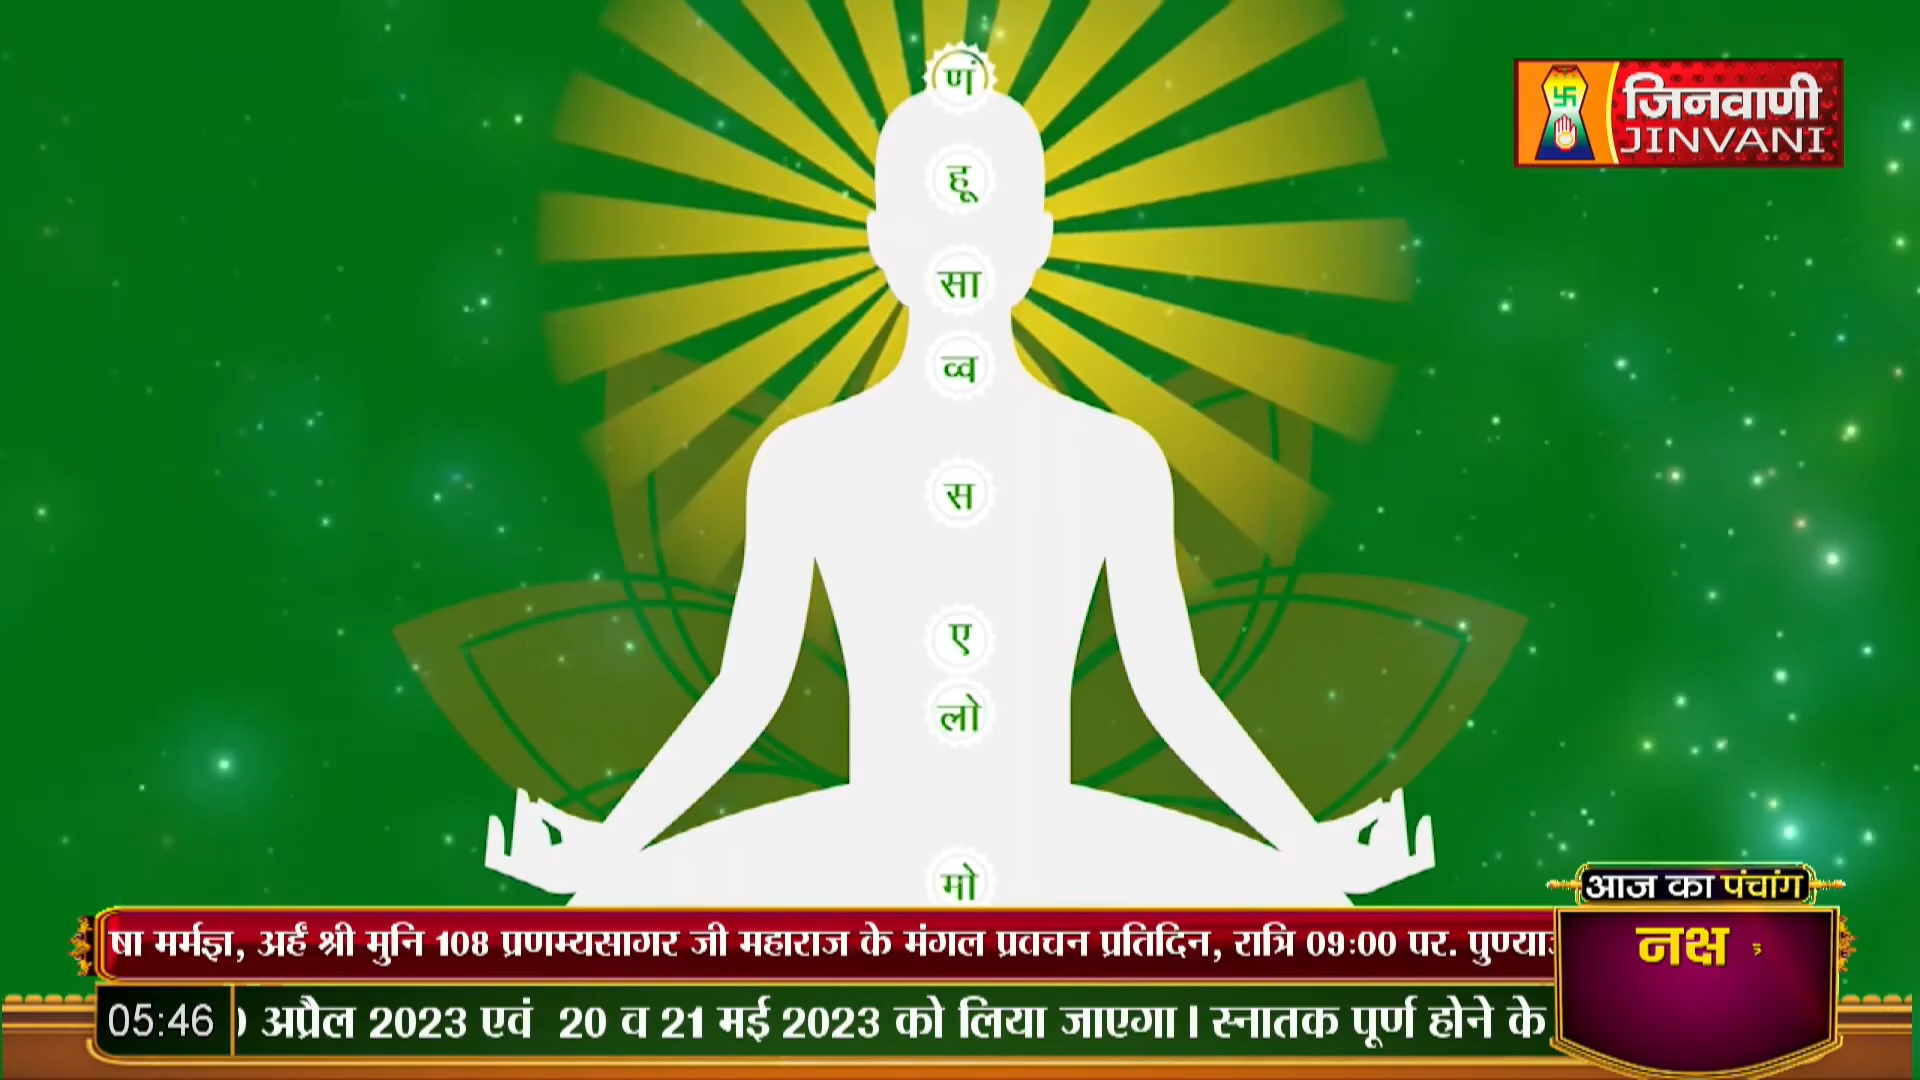 णं
हू
सा
व्व
स
ए
लो
मो
जिनवाणी
JINVANI
आज का पंचांग
नक्ष
षा मर्मज्ञ, अर्हं श्री मुनि 108 प्रणम्यसागर जी महाराज के मंगल प्रवचन प्रतिदिन, रात्रि 09:00 पर.
05:46
अप्रैल 2023 एवं 20 व 21 मई 2023 को लिया जाएगा। स्नातक पूर्ण होने के